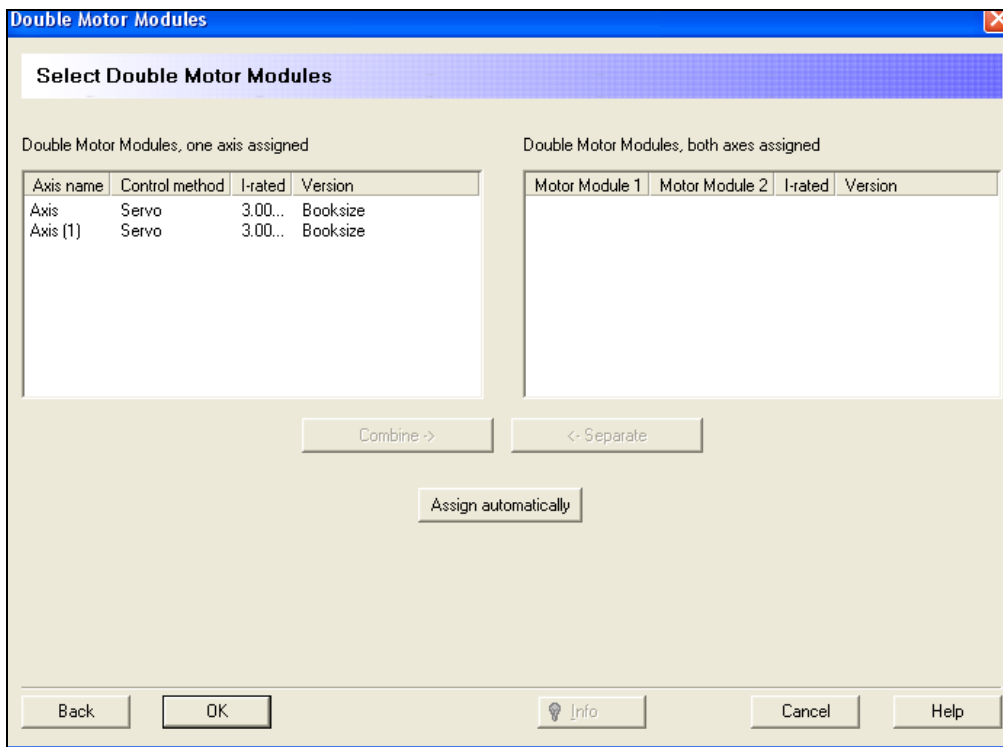 Double Motor Modules
Select Double Motor Modules
Double Motor Modules, one axis assigned
Axis name Control method I-rated Version
Axis Servo 3.00... Booksize
Axis (1) Servo 3.00... Booksize
Double Motor Modules, both axes assigned
Motor Module 1 Motor Module 2 I-rated Version
Combine -> <- Separate
Assign automatically
Back OK Info Cancel Help